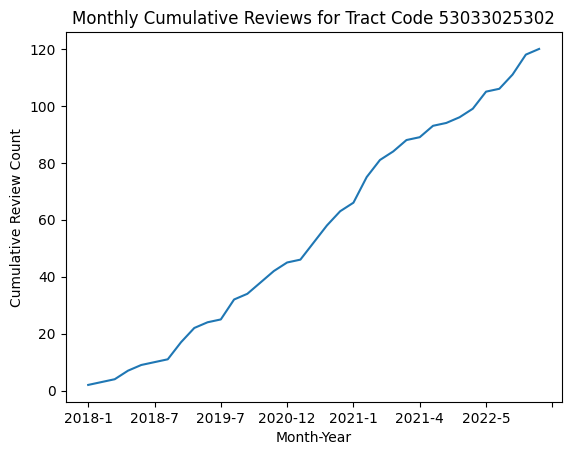 Monthly Cumulative Reviews for Tract Code 53033025302
Cumulative Review Count
120
100
80
60
40
20
0
2018-1 2018-7 2019-7 2020-12 2021-1 2021-4 2022-5
Month-Year